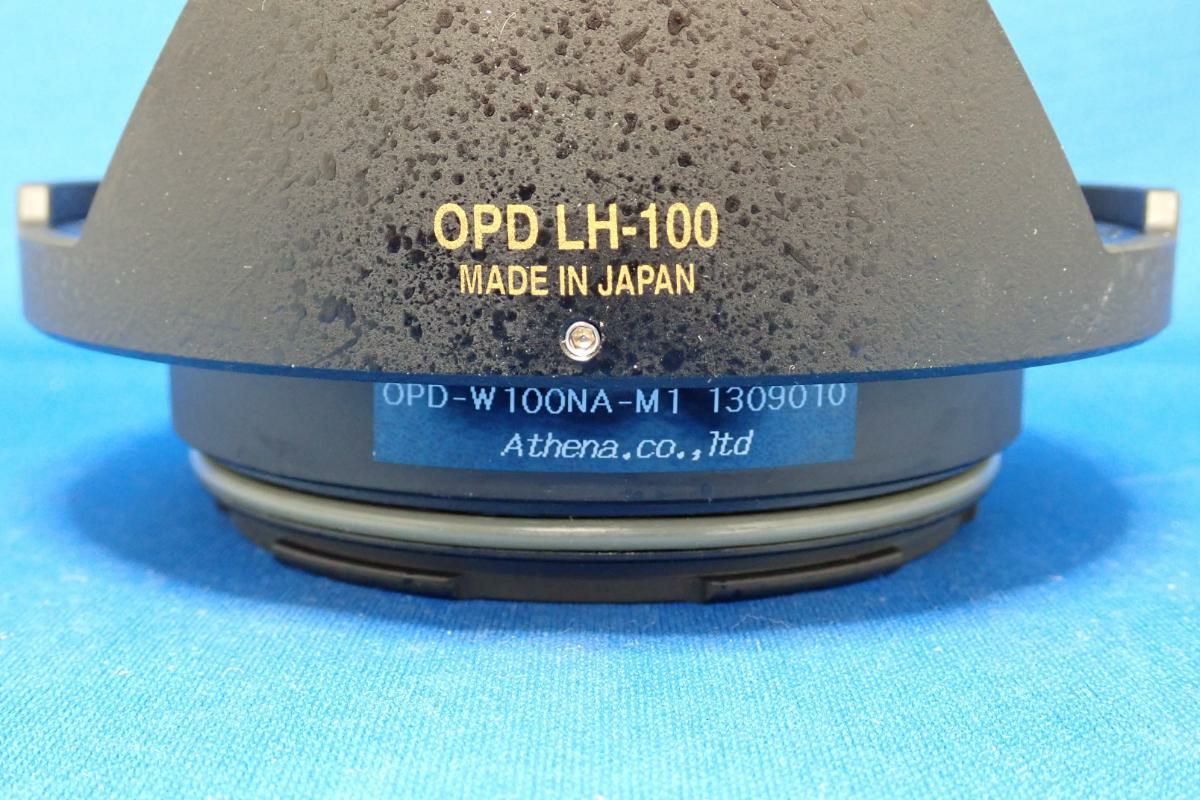 OPD LH-100
MADE IN JAPAN
OPD-W100NA-M1 1309010
Athena.co.,ltd